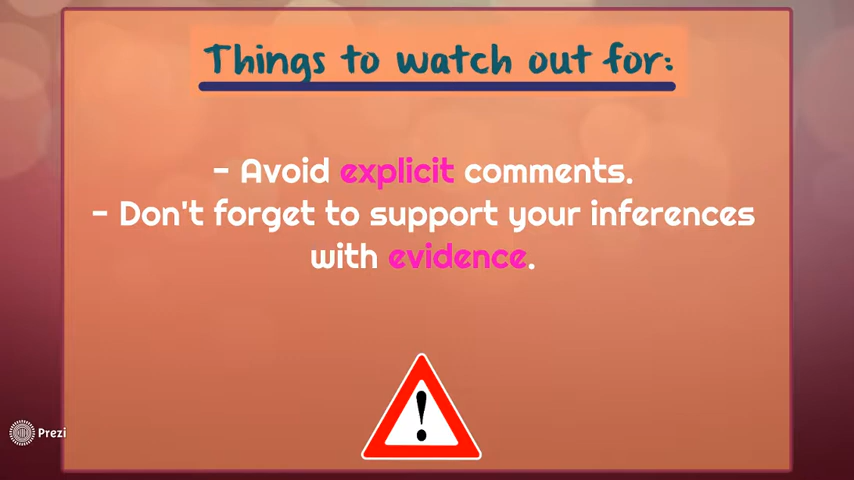 Things to watch out for:
- Avoid explicit comments.
- Don't forget to support your inferences
with evidence.
!
Prezi